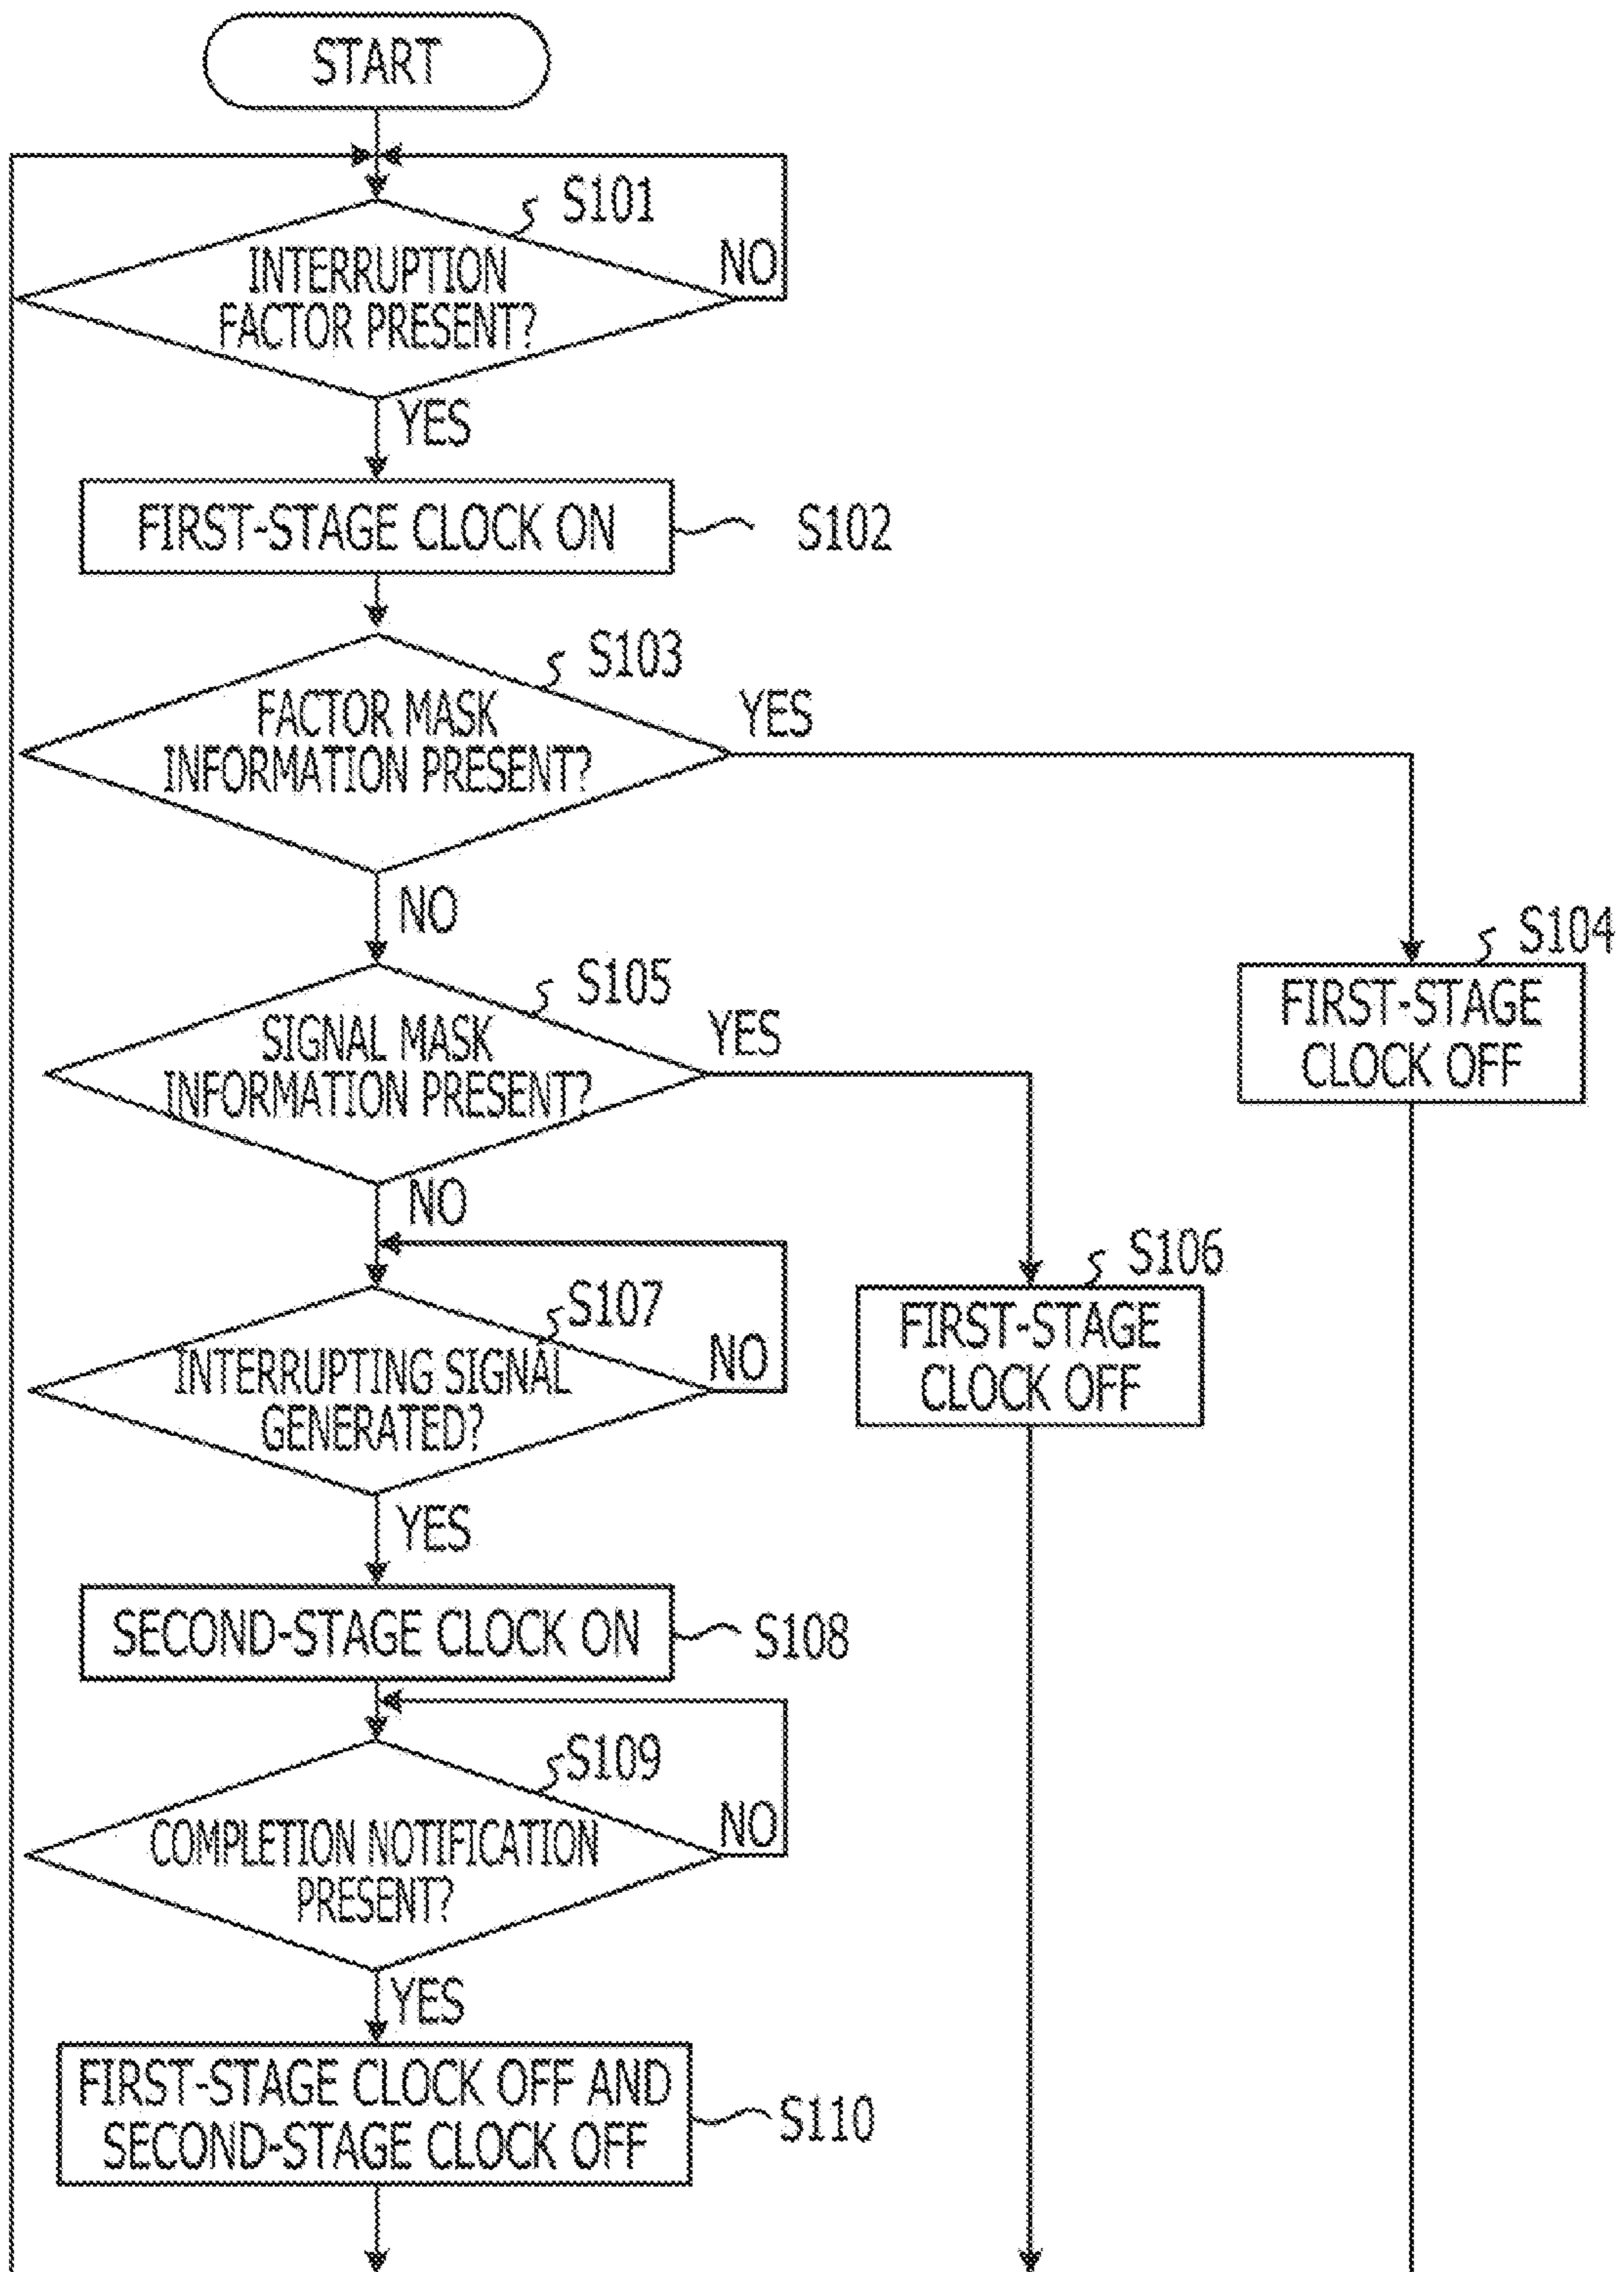 START
S101
INTERRUPTION
FACTOR PRESENT?
NO
YES
FIRST-STAGE CLOCK ON
S102
S103
FACTOR MASK
INFORMATION PRESENT?
YES
NO
S104
FIRST-STAGE
CLOCK OFF
S105
SIGNAL MASK
INFORMATION PRESENT?
YES
NO
S106
FIRST-STAGE
CLOCK OFF
S107
INTERRUPTING SIGNAL
GENERATED?
NO
YES
SECOND-STAGE CLOCK ON
S108
S109
COMPLETION NOTIFICATION
PRESENT?
NO
YES
FIRST-STAGE CLOCK OFF AND
SECOND-STAGE CLOCK OFF
S110